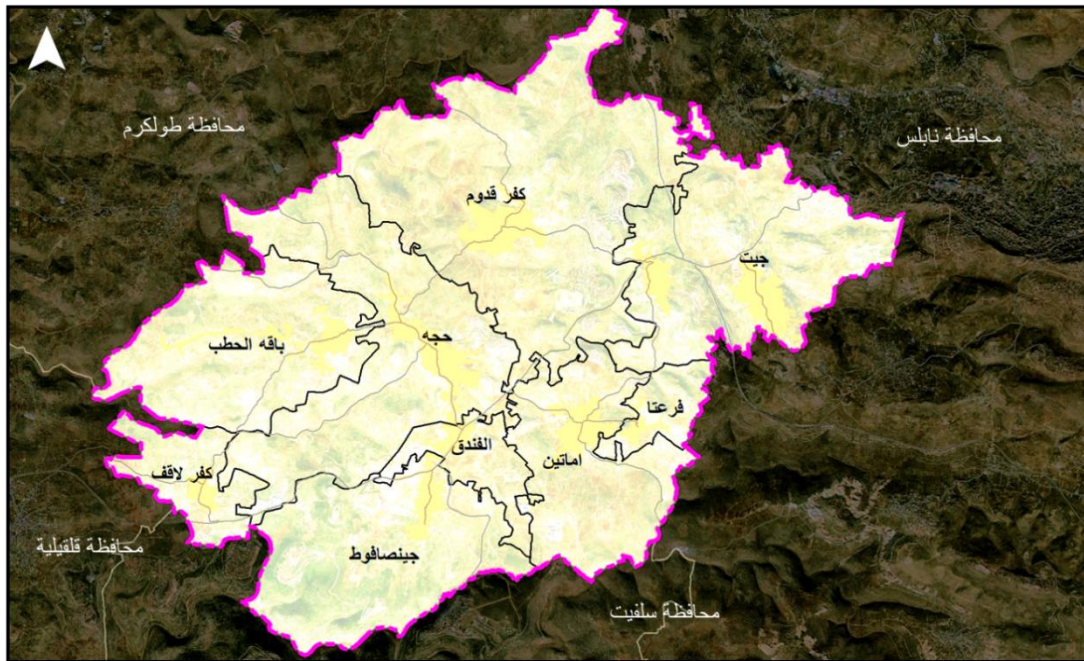 محافظة طولكرم
محافظة نابلس
كفر قدوم
جيت
باقه الحطب
حجه
فرعتا
الفندق
اماتين
كفر لاقف
محافظة قلقيلية
جينصافوط
محافظة سلفيت